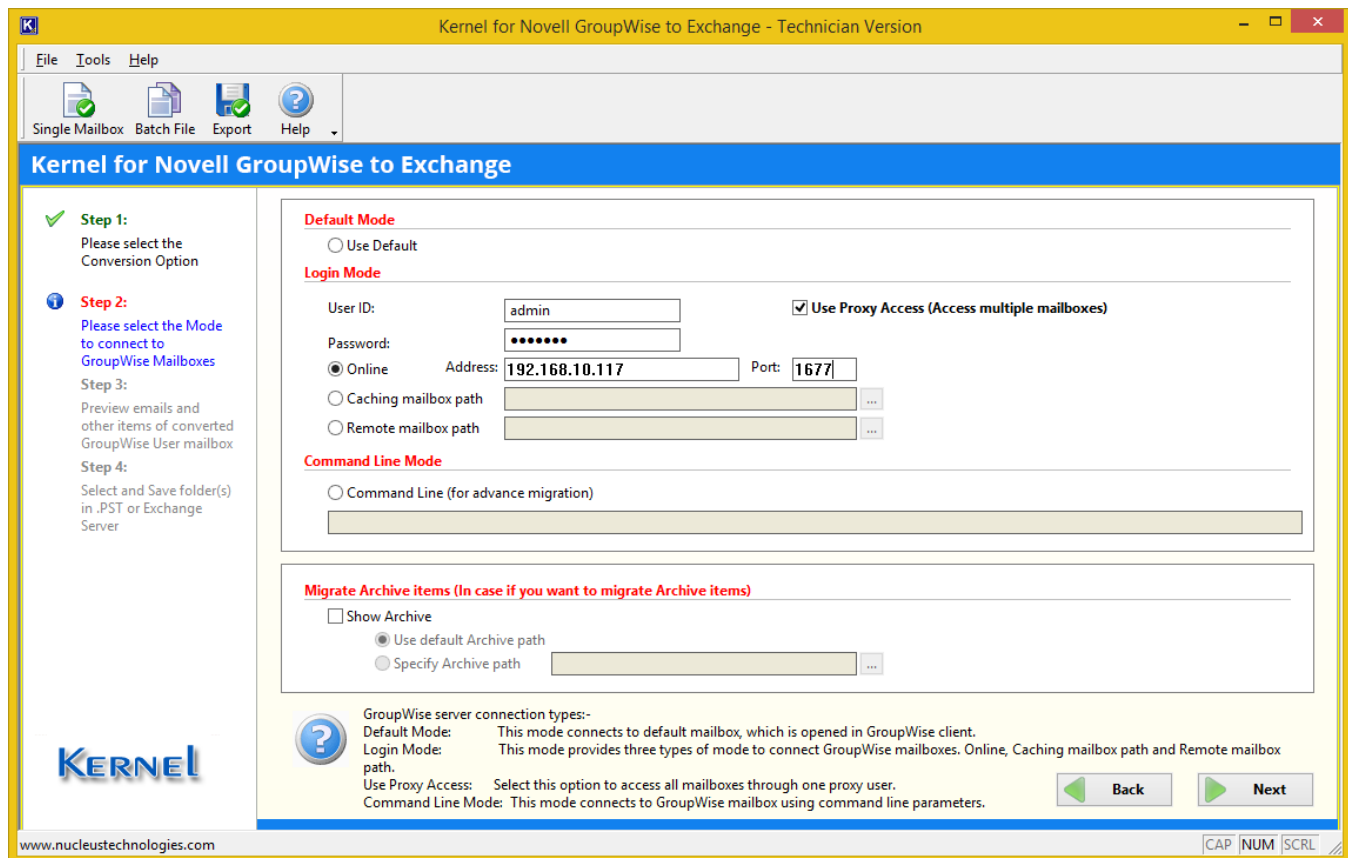 K
Kernel for Novell GroupWise to Exchange - Technician Version
File Tools Help
Single Mailbox Batch File Export Help
Kernel for Novell GroupWise to Exchange
Step 1:
Please select the
Conversion Option
Step 2:
Please select the Mode
to connect to
GroupWise Mailboxes
Step 3:
Preview emails and
other items of converted
GroupWise User mailbox
Step 4:
Select and Save folder(s)
in .PST or Exchange
Server
KERNEL
Default Mode
Use Default
Login Mode
User ID: admin Use Proxy Access (Access multiple mailboxes)
Password: •••••••
Online Address: 192.168.10.117 Port: 1677
Caching mailbox path ...
Remote mailbox path ...
Command Line Mode
Command Line (for advance migration)
Migrate Archive items (In case if you want to migrate Archive items)
Show Archive
Use default Archive path
Specify Archive path ...
GroupWise server connection types:-
Default Mode: This mode connects to default mailbox, which is opened in GroupWise client.
Login Mode: This mode provides three types of mode to connect GroupWise mailboxes. Online, Caching mailbox path and Remote mailbox
path.
Use Proxy Access: Select this option to access all mailboxes through one proxy user.
Command Line Mode: This mode connects to GroupWise mailbox using command line parameters.
Back Next
www.nucleustechnologies.com CAP NUM SCRL